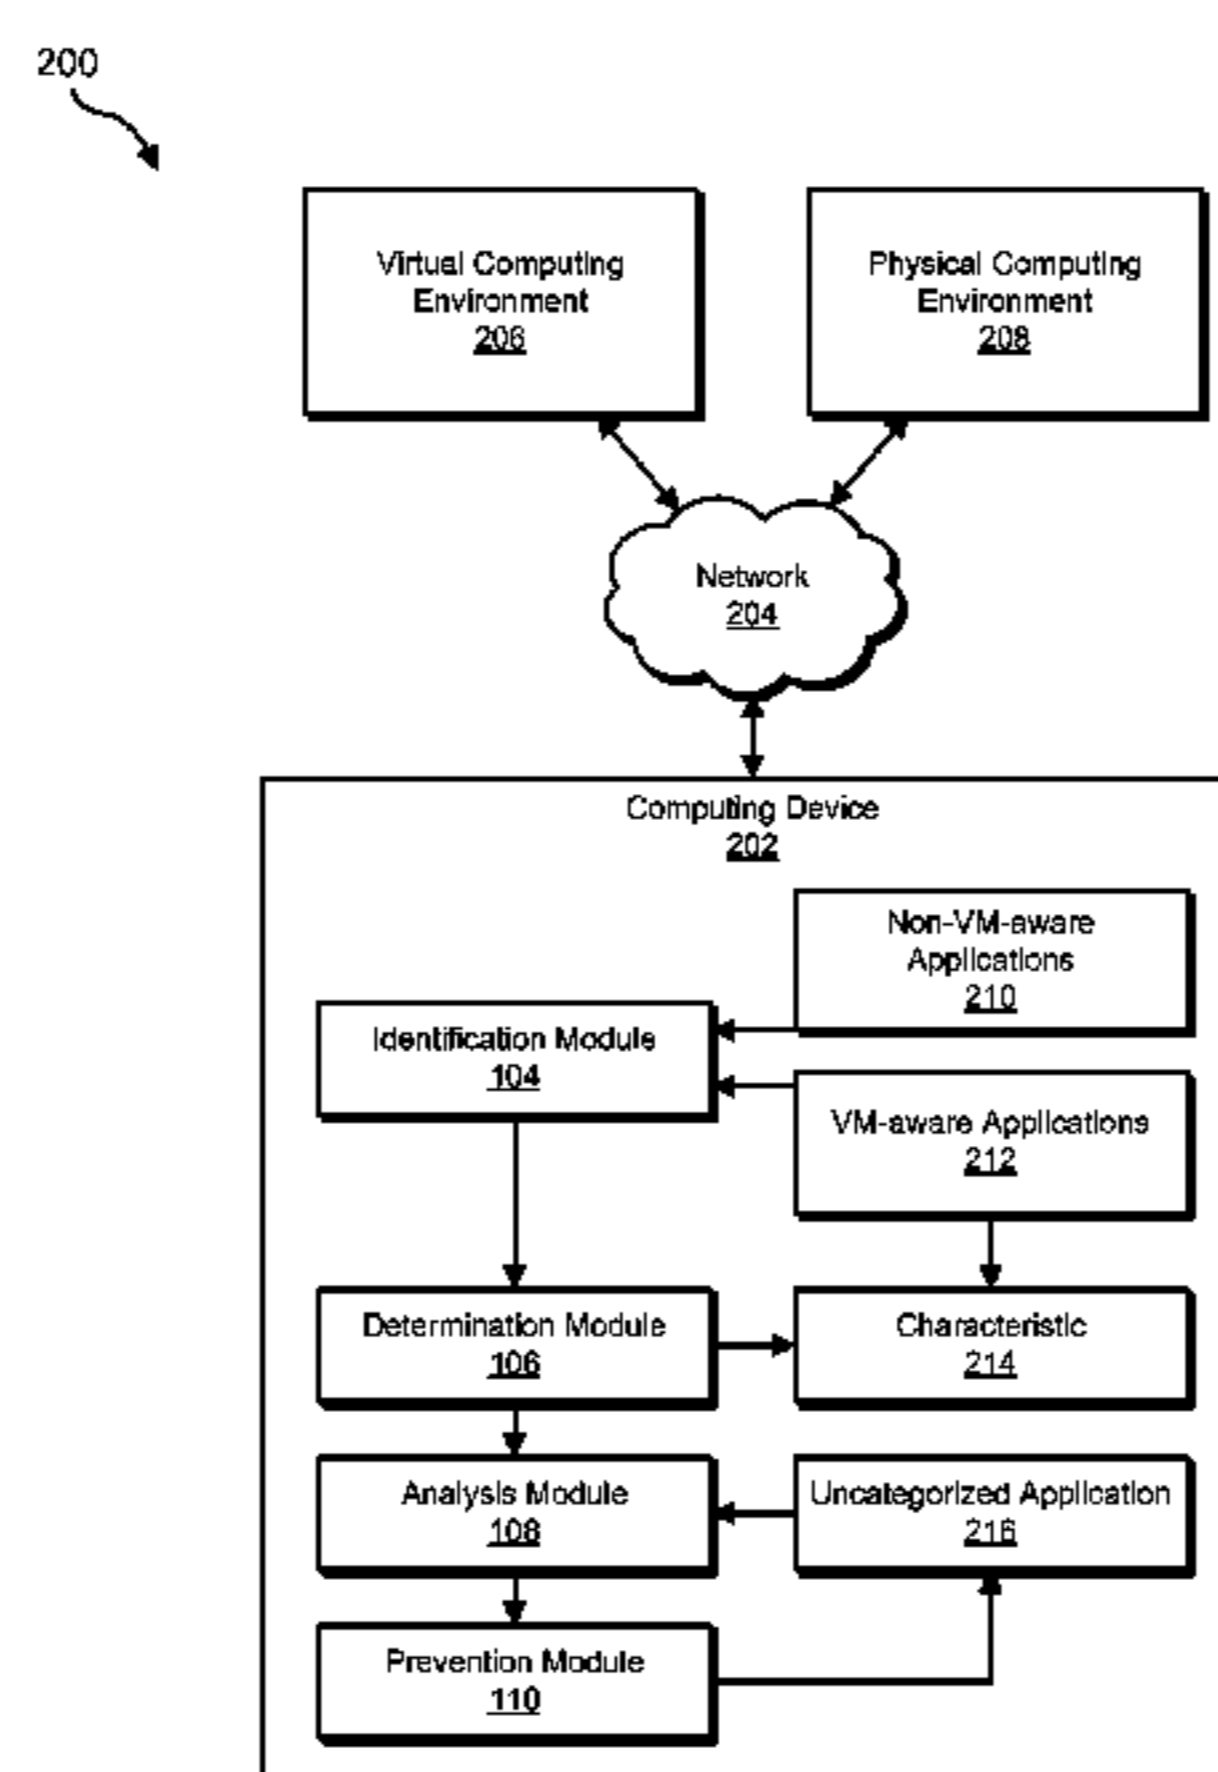 200
Virtual Computing
Environment
206
Physical Computing
Environment
208
Network
204
Computing Device
202
Non-VM-aware
Applications
210
Identification Module
104
VM-aware Applications
212
Determination Module
106
Characteristic
214
Analysis Module
108
Uncategorized Application
216
Prevention Module
110